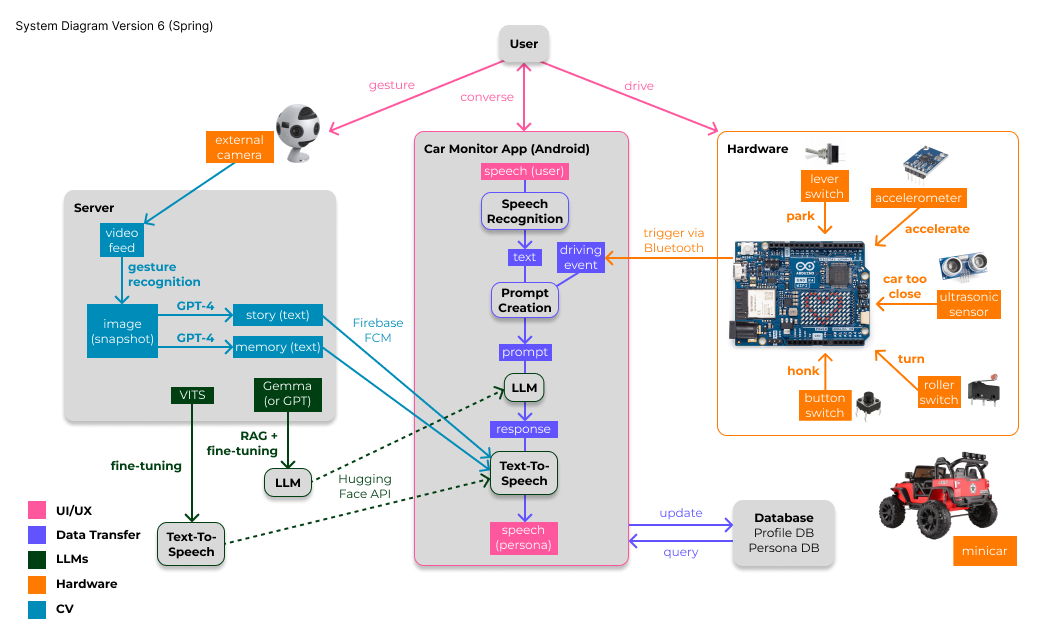 System Diagram Version 6 (Spring)
User
gesture
converse
drive
external
camera
Server
video
feed
gesture
recognition
image
(snapshot)
GPT-4
story (text)
GPT-4
memory (text)
VITS
Gemma
(or GPT)
fine-tuning
RAG +
fine-tuning
LLM
Text-To-
Speech
Firebase
FCM
Hugging
Face API
Car Monitor App (Android)
speech (user)
Speech
Recognition
text
driving
event
Prompt
Creation
prompt
LLM
response
Text-To-
Speech
speech
(persona)
trigger via
Bluetooth
Hardware
lever
switch
park
accelerometer
accelerate
car too
close
ultrasonic
sensor
turn
roller
switch
honk
button
switch
ARDUINO
update
query
Database
Profile DB
Persona DB
minicar
UI/UX
Data Transfer
LLMs
Hardware
CV